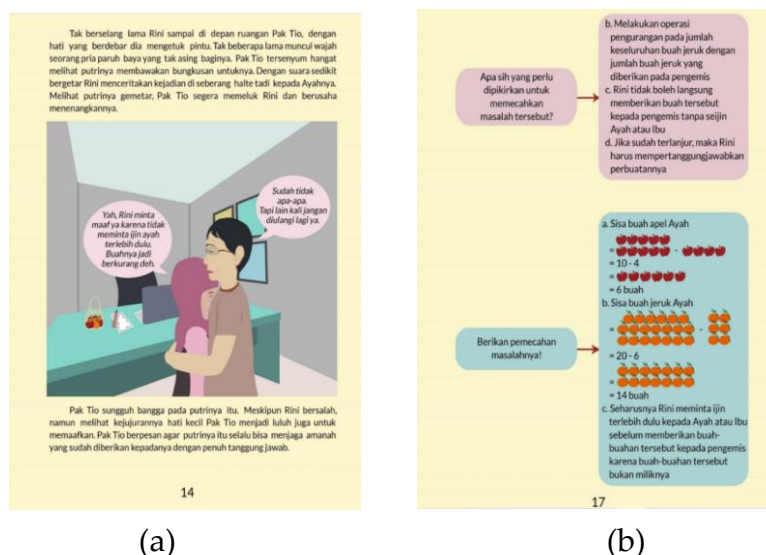 Tak berselang lama Rini sampai di depan ruangan Pak Tio, dengan
hati yang berdebar dia mengetuk pintu. Tak beberapa lama muncul wajah
seorang pria paruh baya yang tak asing baginya. Pak Tio tersenyum hangat
melihat putrinya membawakan bungkusan untuknya. Dengan suara sedikit
bergetar Rini menceritakan kejadian di seberang halte tadi kepada Ayahnya.
Melihat putrinya gemetar, Pak Tio segera memeluk Rini dan berusaha
menenangkannya.
Yah, Rini minta
maaf ya karena tidak
meminta ijin ayah
terlebih dulu.
Buahnya jadi
berkurang deh.
Sudah tidak
apa-apa.
Tapi lain kali jangan
diulangi lagi ya.
Pak Tio sungguh bangga pada putrinya itu. Meskipun Rini bersalah,
namun melihat kejujurannya hati kecil Pak Tio menjadi luluh juga untuk
memaafkan. Pak Tio berpesan agar putrinya itu selalu bisa menjaga amanah
yang sudah diberikan kepadanya dengan penuh tanggung jawab.
14
(a)
Apa sih yang perlu
dipikirkan untuk
memecahkan
masalah tersebut?
b. Melakukan operasi
pengurangan pada jumlah
keseluruhan buah jeruk dengan
jumlah buah jeruk yang
diberikan pada pengemis
c. Rini tidak boleh langsung
memberikan buah tersebut
kepada pengemis tanpa seijin
Ayah atau Ibu
d. Jika sudah terlanjur, maka Rini
harus mempertanggungjawabkan
perbuatannya
Berikan pemecahan
masalahnya!
a. Sisa buah apel Ayah
= -
= 10 - 4
=
= 6 buah
b. Sisa buah jeruk Ayah
= -
= 20 - 6
=
= 14 buah
c. Seharusnya Rini meminta ijin
terlebih dulu kepada Ayah atau Ibu
sebelum memberikan buah-
buahan tersebut kepada pengemis
karena buah-buahan tersebut
bukan miliknya
17
(b)